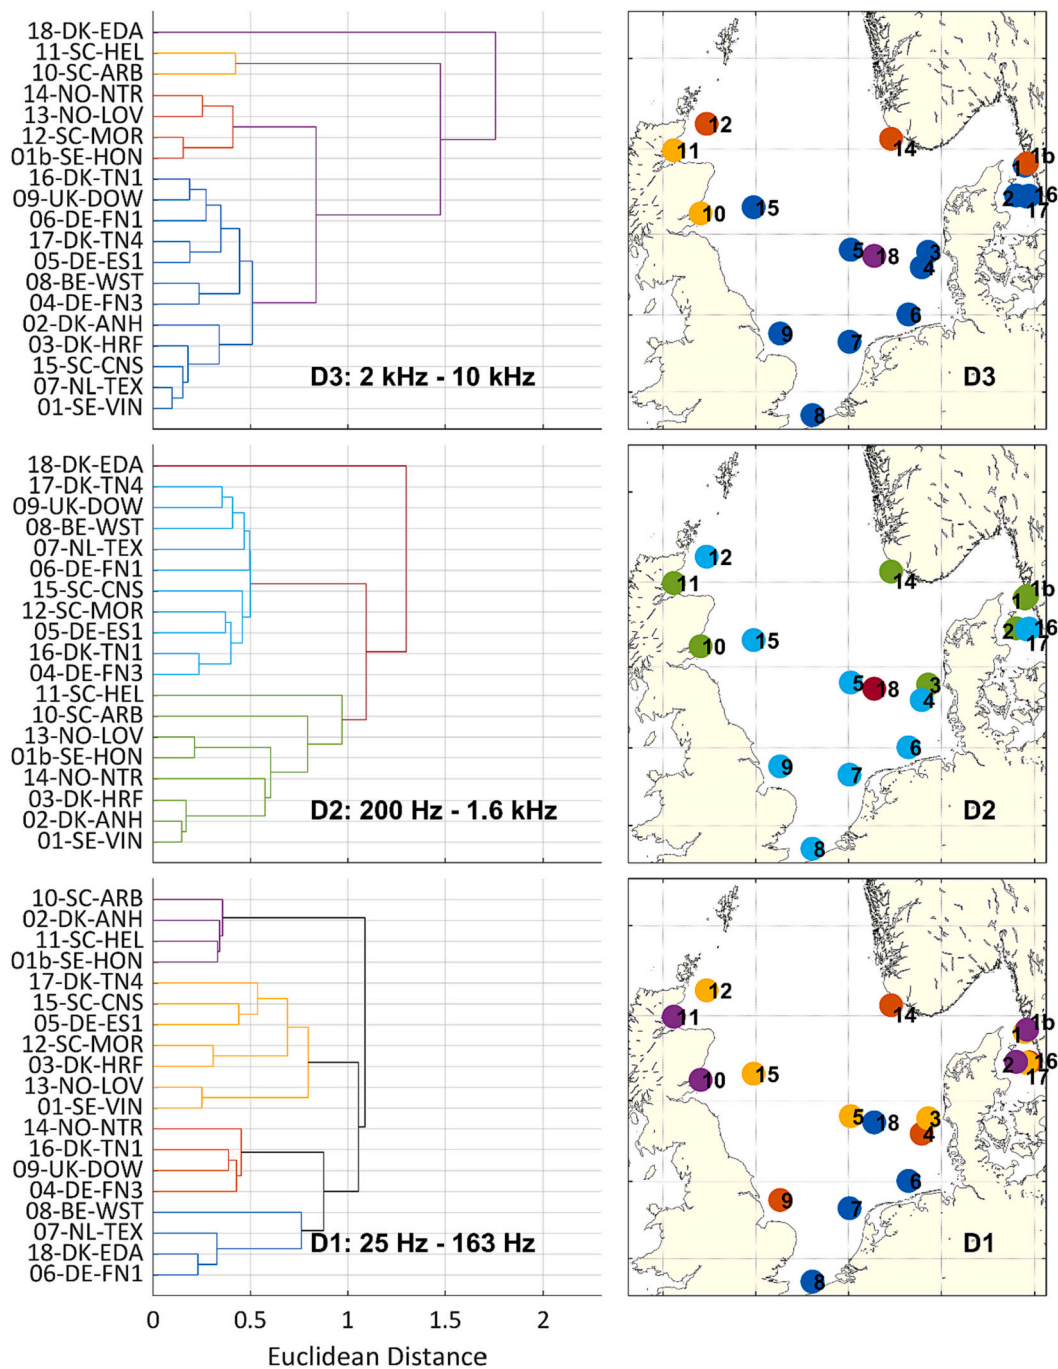 18-DK-EDA
11-SC-HEL
10-SC-ARB
14-NO-NTR
13-NO-LOV
12-SC-MOR
01b-SE-HON
16-DK-TN1
09-UK-DOW
06-DE-FN1
17-DK-TN4
05-DE-ES1
08-BE-WST
04-DE-FN3
02-DK-ANH
03-DK-HRF
15-SC-CNS
07-NL-TEX
01-SE-VIN
D3: 2 kHz - 10 kHz
12
11
14
1b
1
2
16
17
10
15
5
18
3
4
6
9
7
8
D3
18-DK-EDA
17-DK-TN4
09-UK-DOW
08-BE-WST
07-NL-TEX
06-DE-FN1
15-SC-CNS
12-SC-MOR
05-DE-ES1
16-DK-TN1
04-DE-FN3
11-SC-HEL
10-SC-ARB
13-NO-LOV
01b-SE-HON
14-NO-NTR
03-DK-HRF
02-DK-ANH
01-SE-VIN
D2: 200 Hz - 1.6 kHz
12
11
14
1b
1
2
16
17
10
15
5
18
3
4
6
9
7
8
D2
10-SC-ARB
02-DK-ANH
11-SC-HEL
01b-SE-HON
17-DK-TN4
15-SC-CNS
05-DE-ES1
12-SC-MOR
03-DK-HRF
13-NO-LOV
01-SE-VIN
14-NO-NTR
16-DK-TN1
09-UK-DOW
04-DE-FN3
08-BE-WST
07-NL-TEX
18-DK-EDA
06-DE-FN1
D1: 25 Hz - 163 Hz
0 0.5 1 1.5 2
Euclidean Distance
12
11
14
1b
1
2
16
17
10
15
5
18
3
4
6
9
7
8
D1